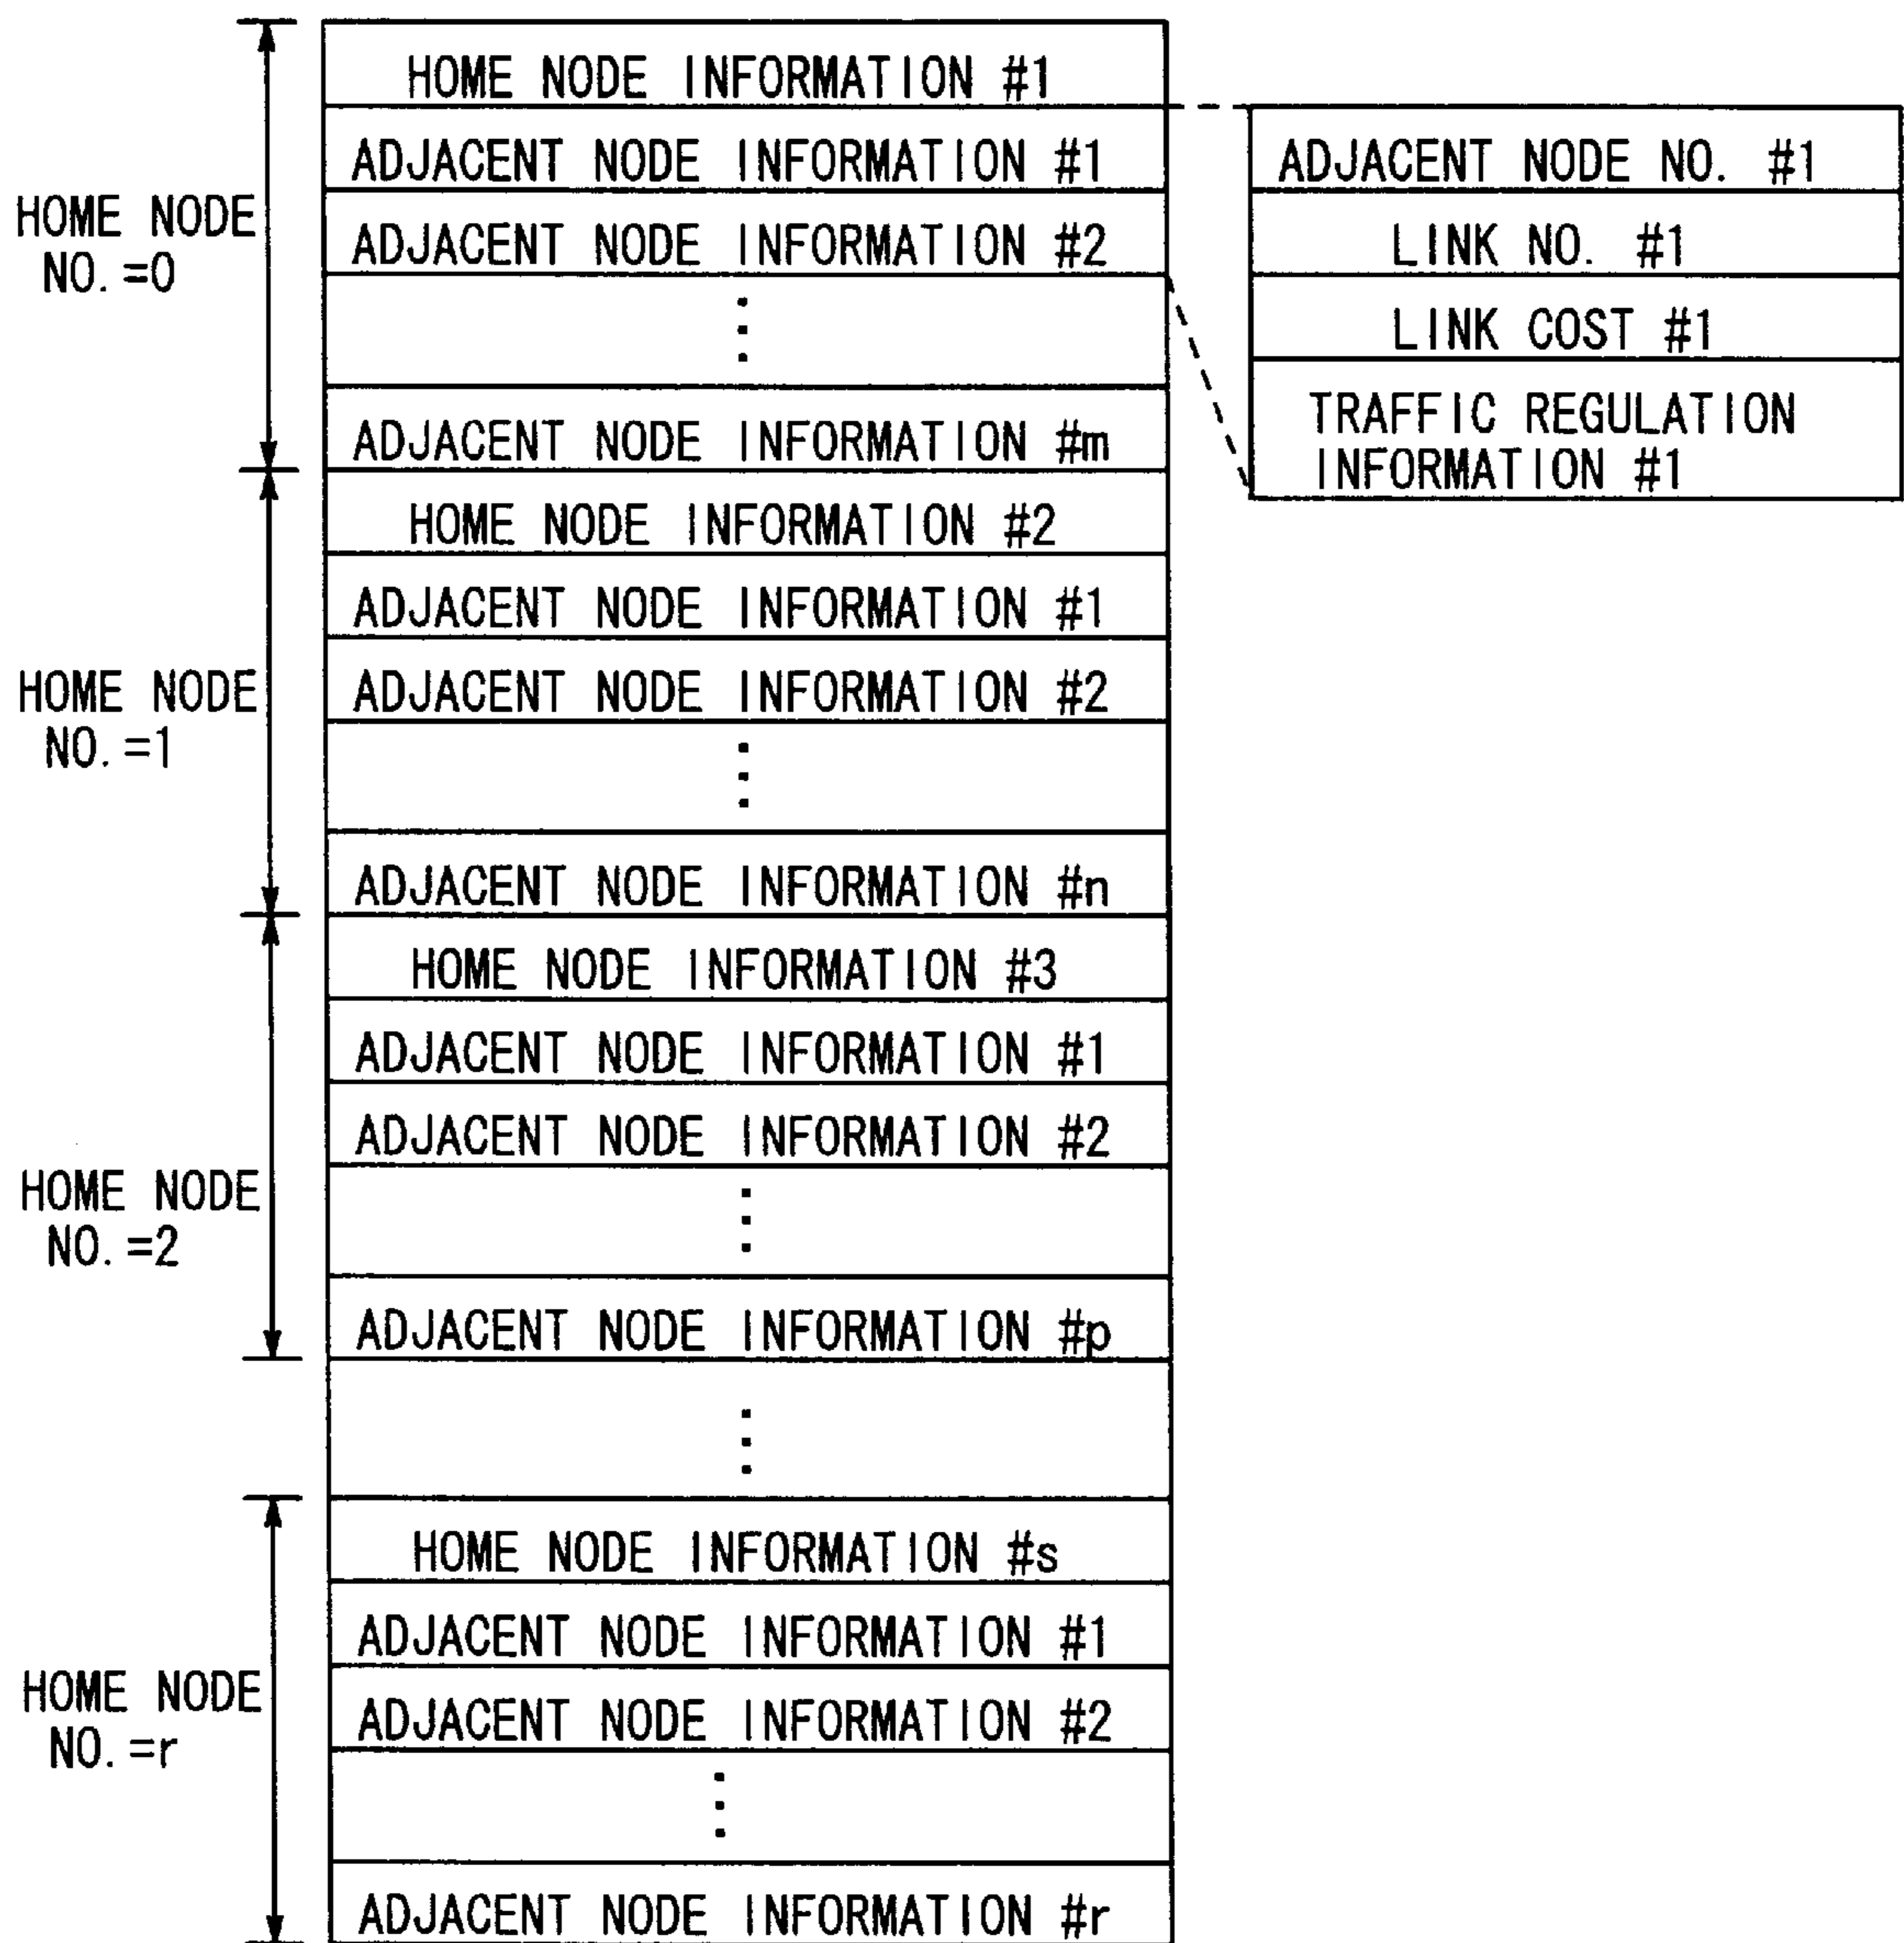 HOME NODE INFORMATION #1
ADJACENT NODE INFORMATION #1
ADJACENT NODE INFORMATION #2
ADJACENT NODE INFORMATION #m
HOME NODE
NO.=0
ADJACENT NODE NO. #1
LINK NO. #1
LINK COST #1
TRAFFIC REGULATION
INFORMATION #1
HOME NODE INFORMATION #2
ADJACENT NODE INFORMATION #1
ADJACENT NODE INFORMATION #2
ADJACENT NODE INFORMATION #n
HOME NODE
NO.=1
HOME NODE INFORMATION #3
ADJACENT NODE INFORMATION #1
ADJACENT NODE INFORMATION #2
ADJACENT NODE INFORMATION #p
HOME NODE
NO.=2
HOME NODE INFORMATION #s
ADJACENT NODE INFORMATION #1
ADJACENT NODE INFORMATION #2
ADJACENT NODE INFORMATION #r
HOME NODE
NO.=r